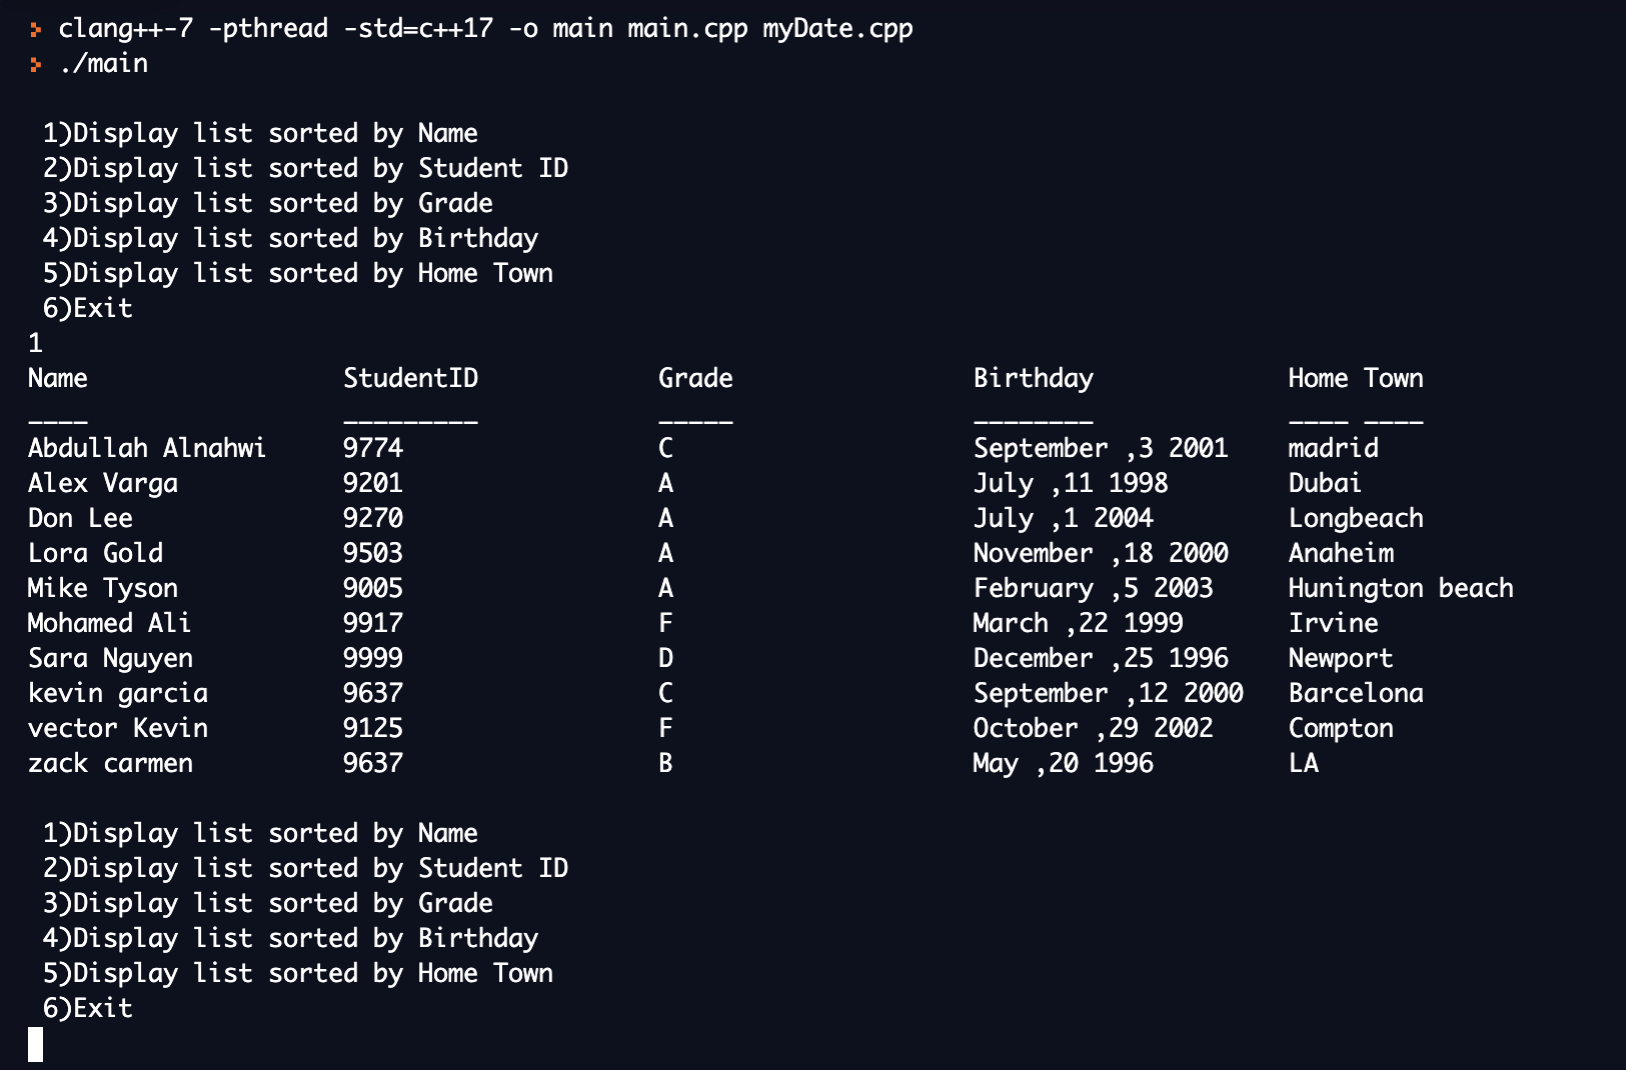 clang++-7 -pthread -std=c++17 -o main main.cpp myDate.cpp
./main
1)Display list sorted by Name
2)Display list sorted by Student ID
3)Display list sorted by Grade
4)Display list sorted by Birthday
5)Display list sorted by Home Town
6)Exit
1
Name StudentID Grade Birthday Home Town
____ _________ _____ ________ ____ ____
Abdullah Alnahwi 9774 C September ,3 2001 madrid
Alex Varga 9201 A July ,11 1998 Dubai
Don Lee 9270 A July ,1 2004 Longbeach
Lora Gold 9503 A November ,18 2000 Anaheim
Mike Tyson 9005 A February ,5 2003 Hunington beach
Mohamed Ali 9917 F March ,22 1999 Irvine
Sara Nguyen 9999 D December ,25 1996 Newport
kevin garcia 9637 C September ,12 2000 Barcelona
vector Kevin 9125 F October ,29 2002 Compton
zack carmen 9637 B May ,20 1996 LA
1)Display list sorted by Name
2)Display list sorted by Student ID
3)Display list sorted by Grade
4)Display list sorted by Birthday
5)Display list sorted by Home Town
6)Exit